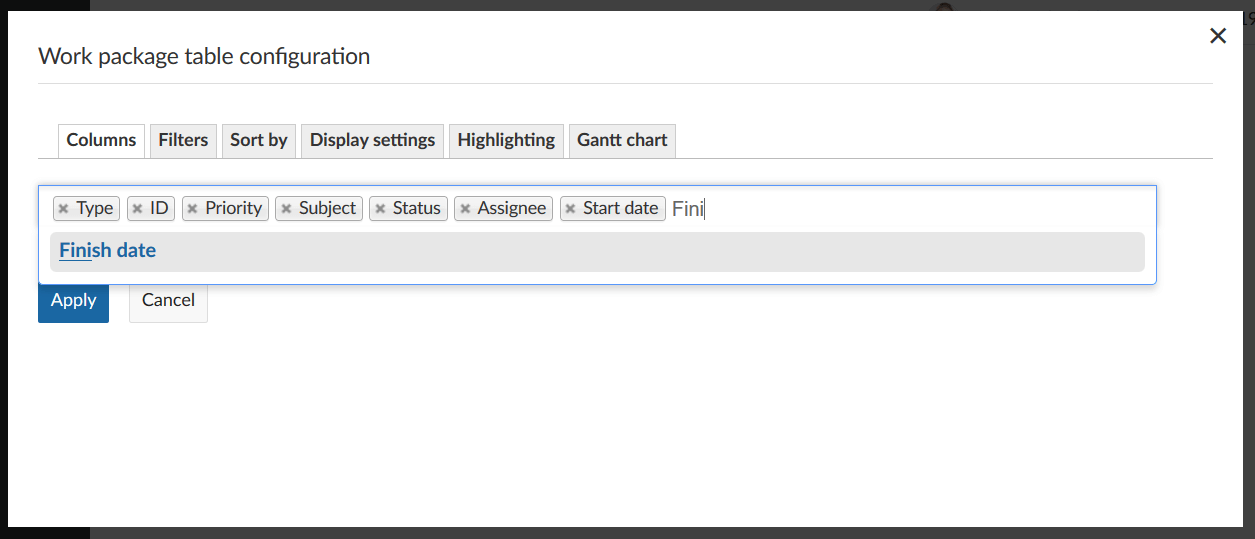 Work package table configuration
Columns Filters Sort by Display settings Highlighting Gantt chart
Type ID Priority Subject Status Assignee Start date Fini
Finish date
Apply Cancel